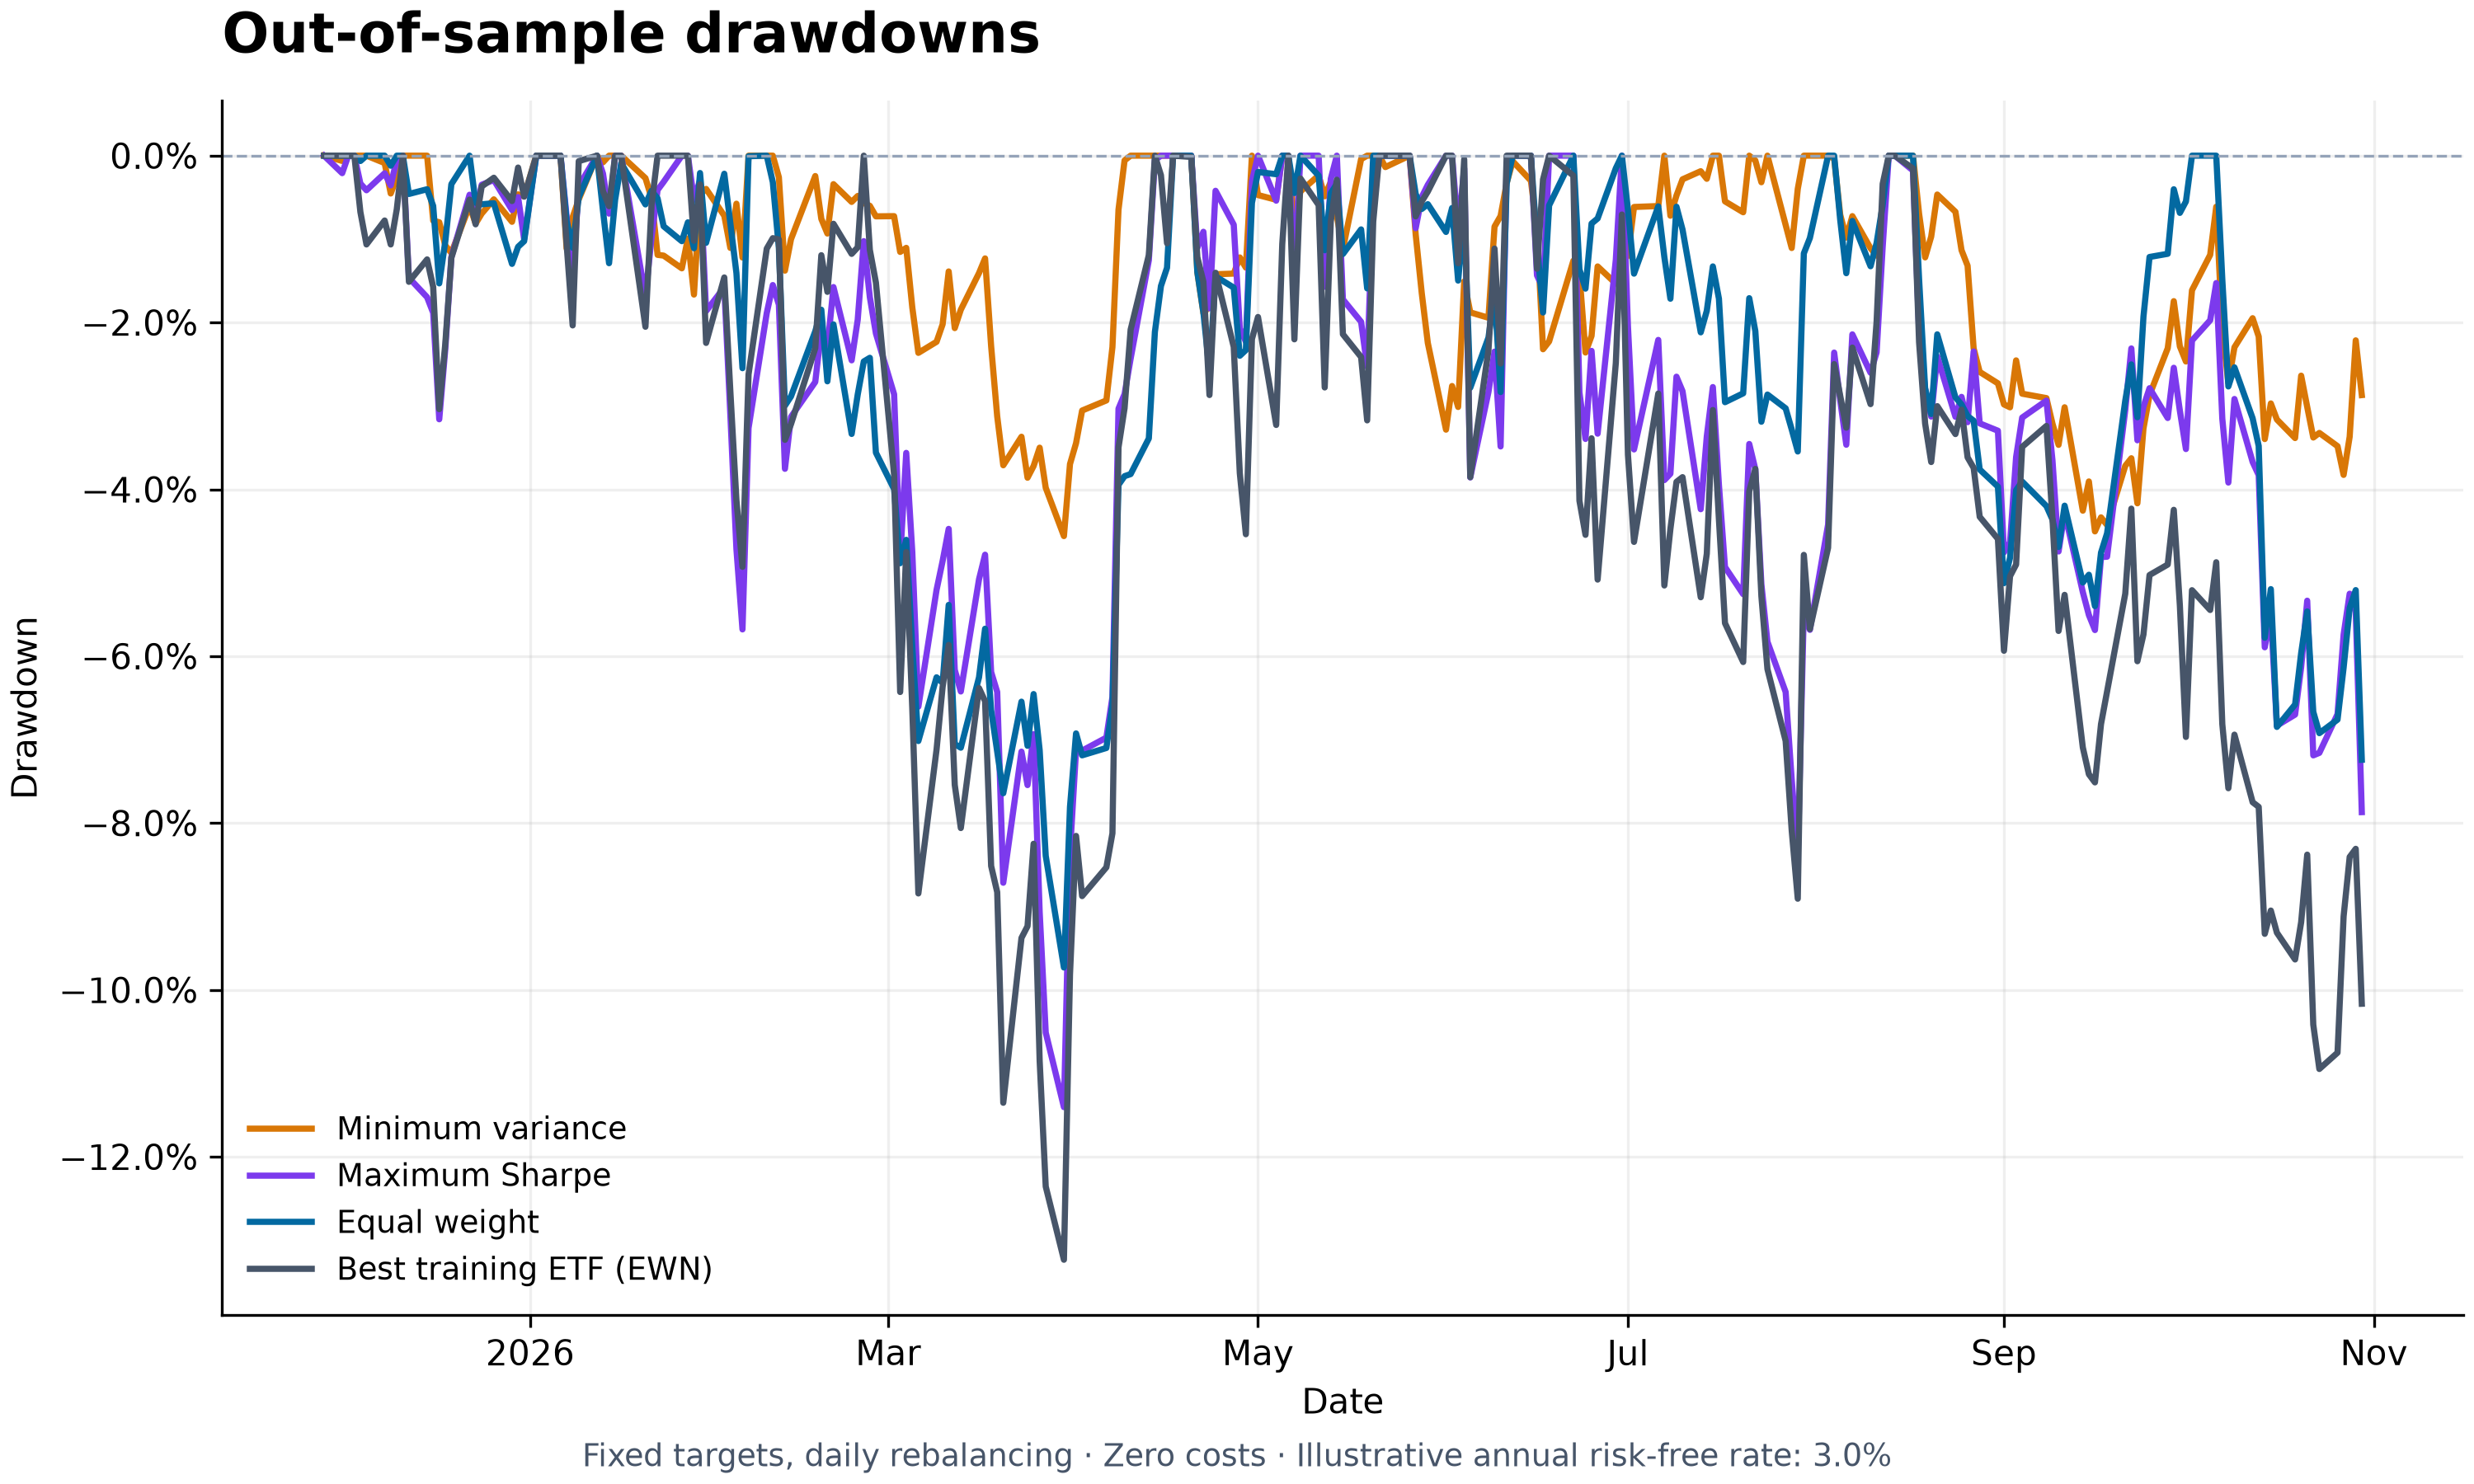 Out-of-sample drawdowns
0.0%
−2.0%
−4.0%
−6.0%
−8.0%
−10.0%
−12.0%
Drawdown
Minimum variance
Maximum Sharpe
Equal weight
Best training ETF (EWN)
2026
Mar
May
Jul
Sep
Nov
Date
Fixed targets, daily rebalancing · Zero costs · Illustrative annual risk-free rate: 3.0%